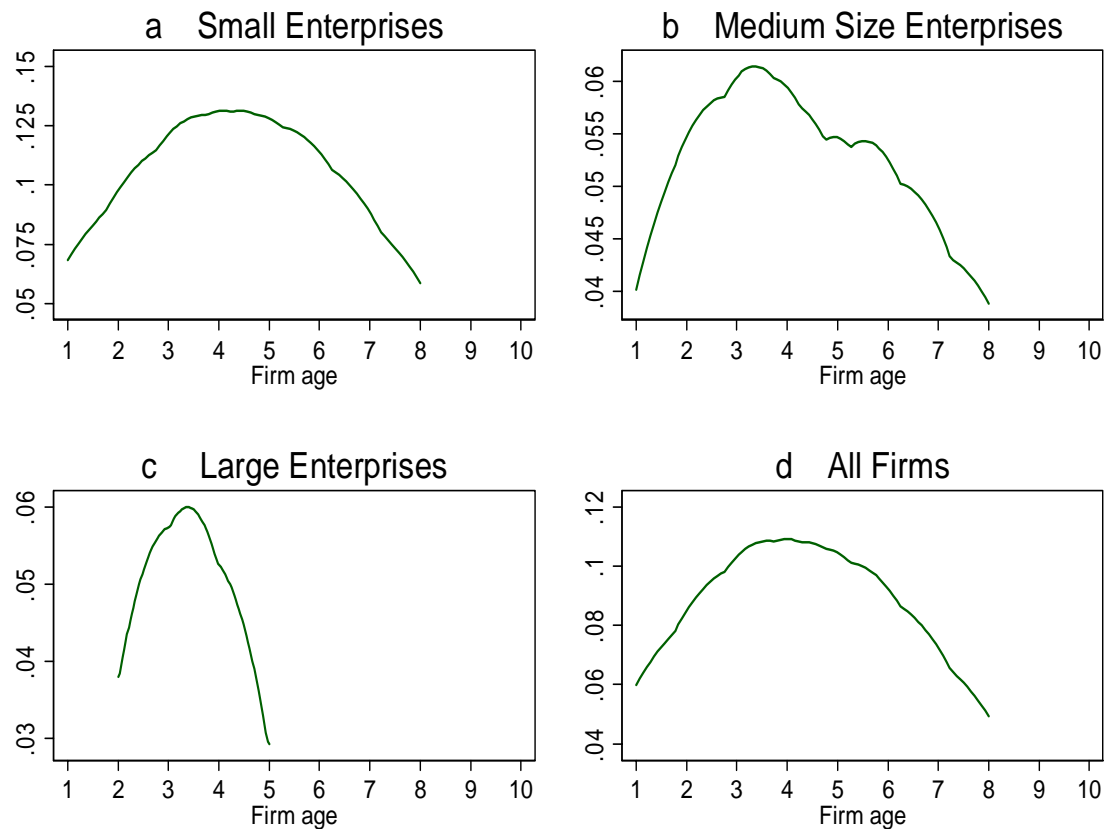 a Small Enterprises
.15
.125
.1
.075
.05
1 2 3 4 5 6 7 8 9 10
Firm age
b Medium Size Enterprises
.06
.055
.05
.045
.04
1 2 3 4 5 6 7 8 9 10
Firm age
c Large Enterprises
.06
.05
.04
.03
1 2 3 4 5 6 7 8 9 10
Firm age
d All Firms
.12
.1
.08
.06
.04
1 2 3 4 5 6 7 8 9 10
Firm age